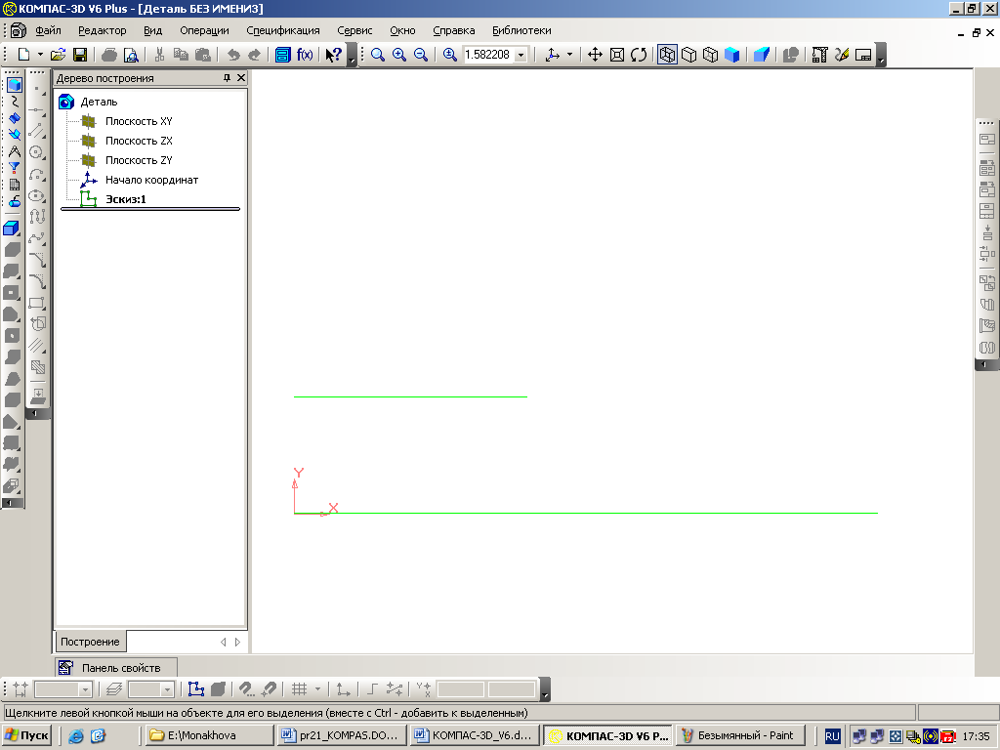 КОМПАС-3D V6 Plus - [Деталь БЕЗ ИМЕНИ3]
Файл Редактор Вид Операции Спецификация Сервис Окно Справка Библиотеки
f(x) ? 1.582208
Дерево построения
Деталь
Плоскость XY
Плоскость ZX
Плоскость ZY
Начало координат
Эскиз:1
Y
X
Построение
Панель свойств
Щелкните левой кнопкой мыши на объекте для его выделения (вместе с Ctrl - добавить к выделенным)
Пуск E:\Monakhova pr21_KOMPAS.DO... КОМПАС-3D_V6.d... КОМПАС-3D V6 P... Безымянный - Paint RU 17:35